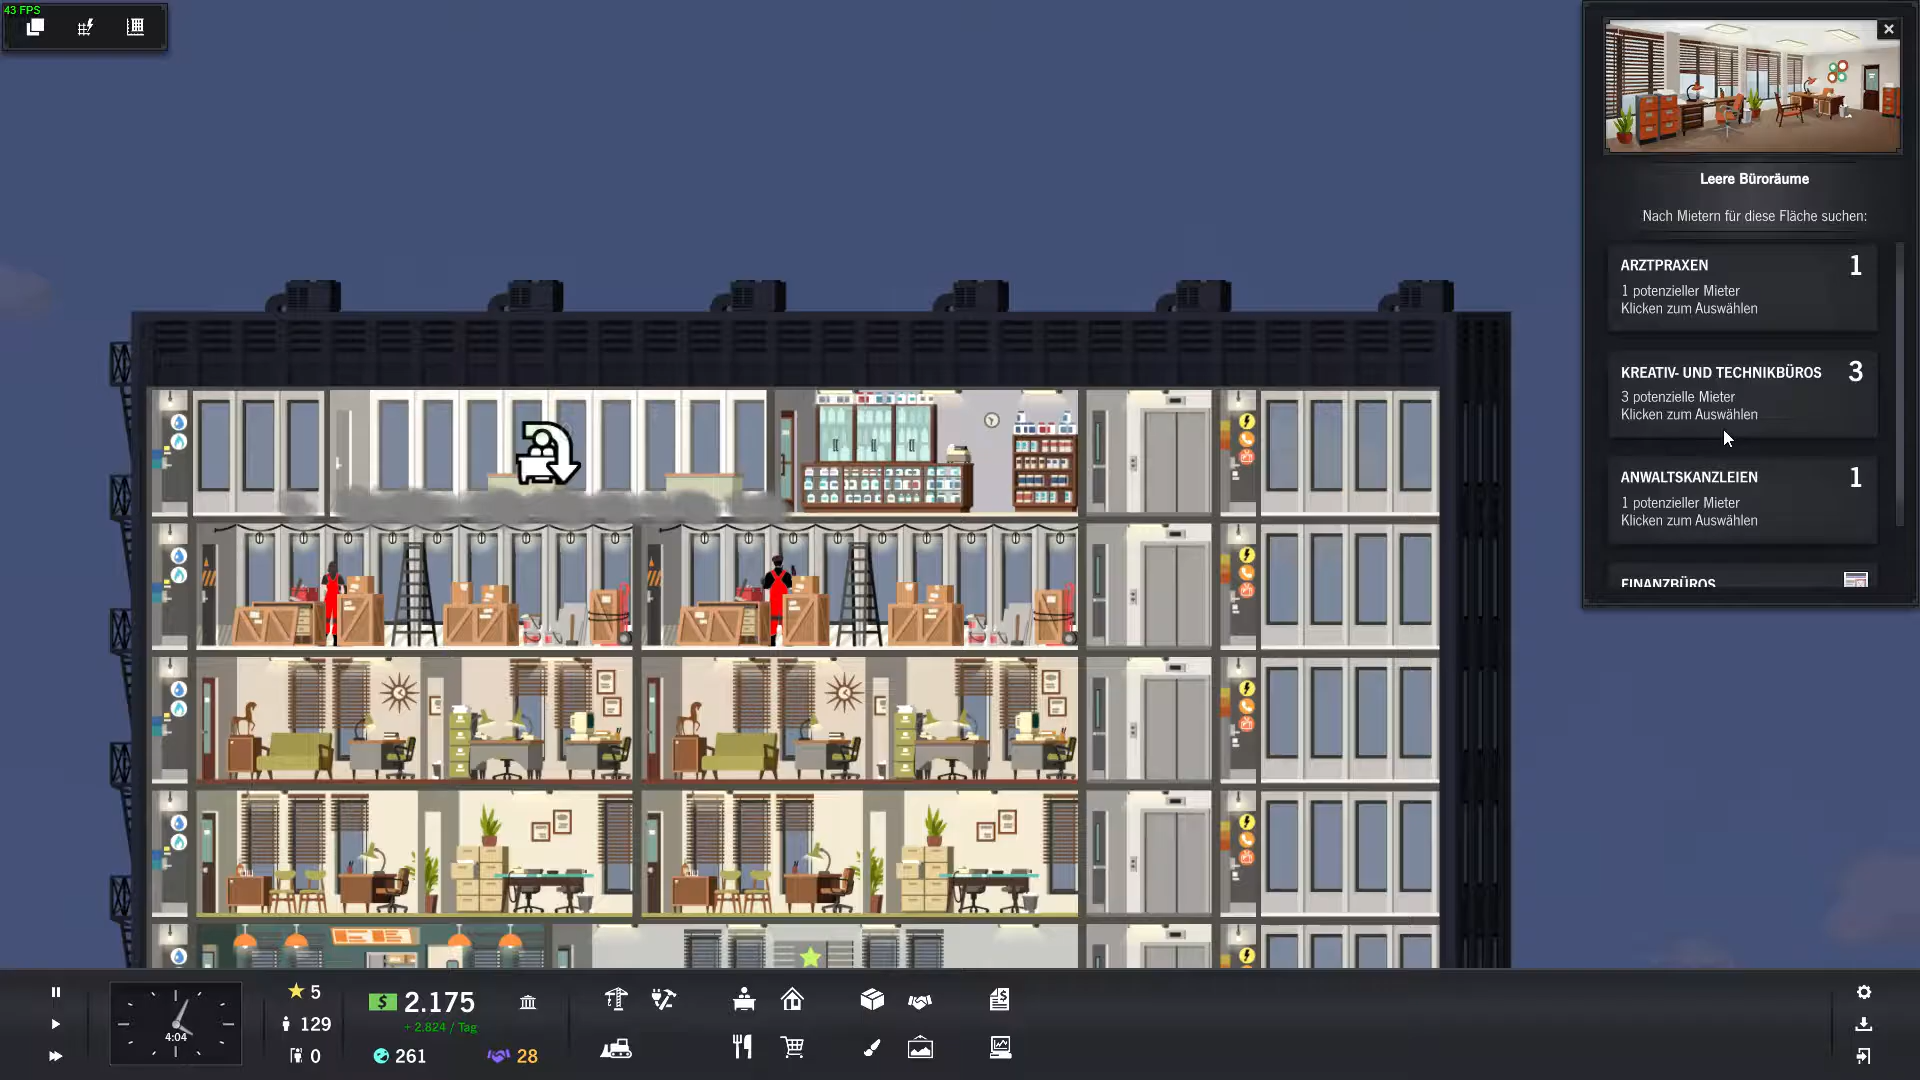 43 FPS
Leere Büroräume
Nach Mietern für diese Fläche suchen:
ARZTPRAXEN 1
1 potenzieller Mieter
Klicken zum Auswählen
KREATIV- UND TECHNIKBÜROS 3
3 potenzielle Mieter
Klicken zum Auswählen
ANWALTSKANZLEIEN 1
1 potenzieller Mieter
Klicken zum Auswählen
FINANZBÜROS
4:04
5
129
0
$ 2.175
+ 2.824 / Tag
261
28